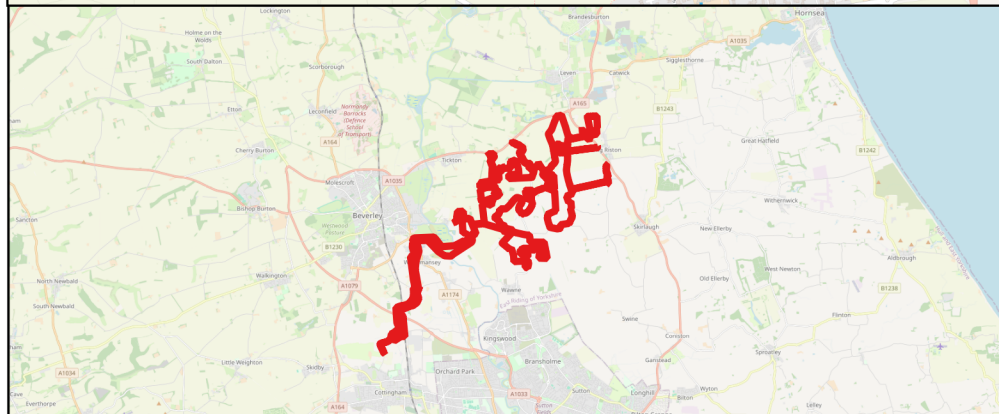 Lockington
Hornsea
Brandesburton
Holme on the
Wolds
A1035
South Dalton
Scorborough
Sigglesthorne
Leven
Catwick
A165
Etton
Leconfield
Normandy
Barracks
(Defence
School
of Transport)
B1243
A164
Great Hatfield
Cherry Burton
Tickton
Riston
B1242
Molescroft
A1035
Bishop Burton
Beverley
Withernwick
Westwood
Pasture
Skirlaugh
New Ellerby
B1230
Walkington
West Newton
Aldbrough
North Newbald
A1079
Old Ellerby
B1238
South Newbald
A1174
Wawne
East Riding of Yorkshire
Swine
Flinton
Kingswood
Coniston
Sproatley
Little Weighton
Skidby
Bransholme
Ganstead
A1034
Orchard Park
Cave
Cottingham
A1033
Sutton
Longhill
Wyton
Bilton
Everthorpe
A164
Lelley